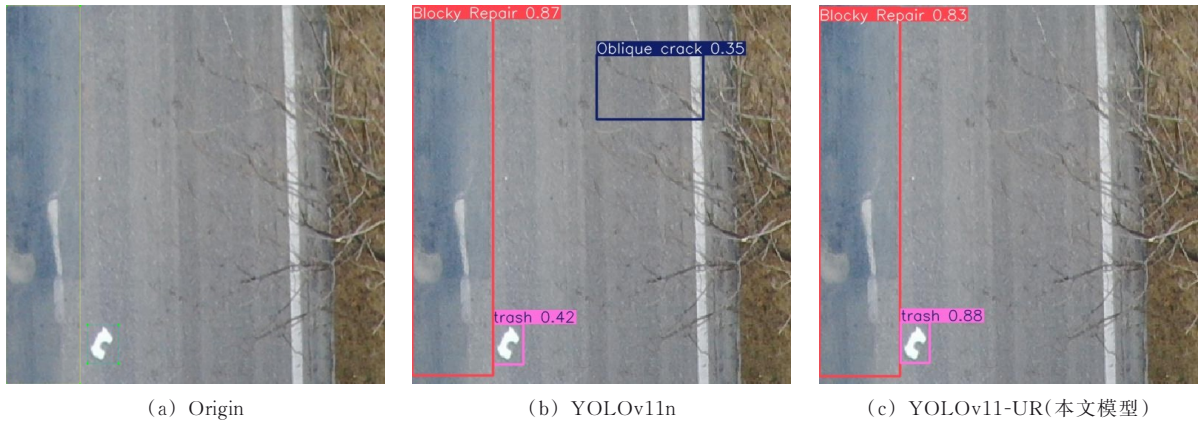 Blocky Repair 0.87
Oblique crack 0.35
trash 0.42
Blocky Repair 0.83
trash 0.88
(a) Origin
(b) YOLOv11n
(c) YOLOv11-UR(本文模型)